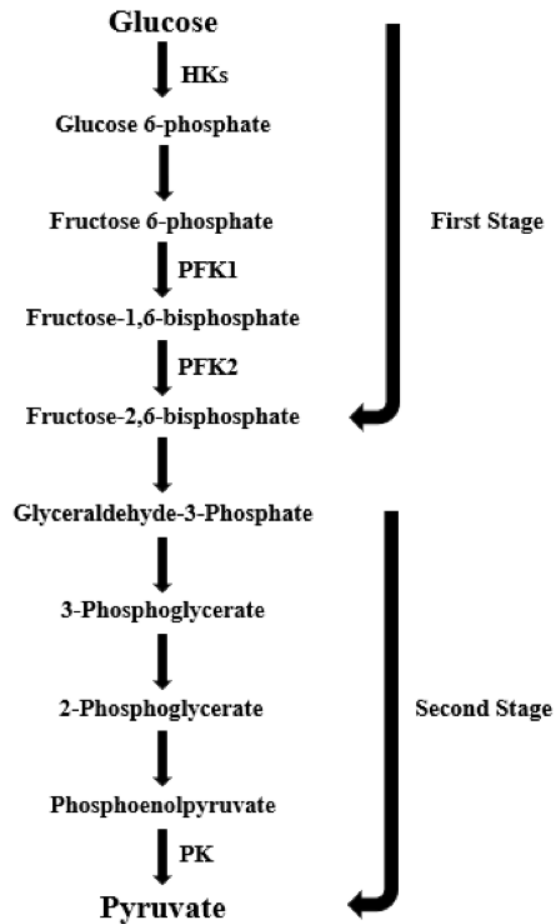 Glucose
HKs
Glucose 6-phosphate
Fructose 6-phosphate
First Stage
PFK1
Fructose-1,6-bisphosphate
PFK2
Fructose-2,6-bisphosphate
Glyceraldehyde-3-Phosphate
3-Phosphoglycerate
2-Phosphoglycerate
Second Stage
Phosphoenolpyruvate
PK
Pyruvate